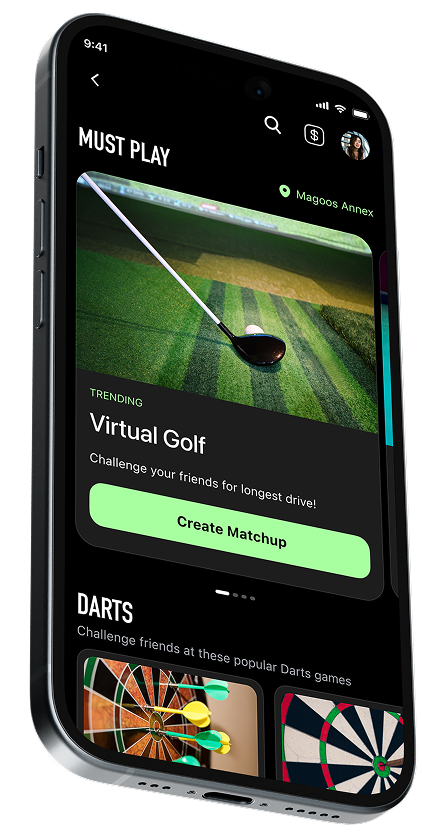 9:41
$
MUST PLAY
Magoos Annex
TRENDING
Virtual Golf
Challenge your friends for longest drive!
Create Matchup
DARTS
Challenge friends at these popular Darts games